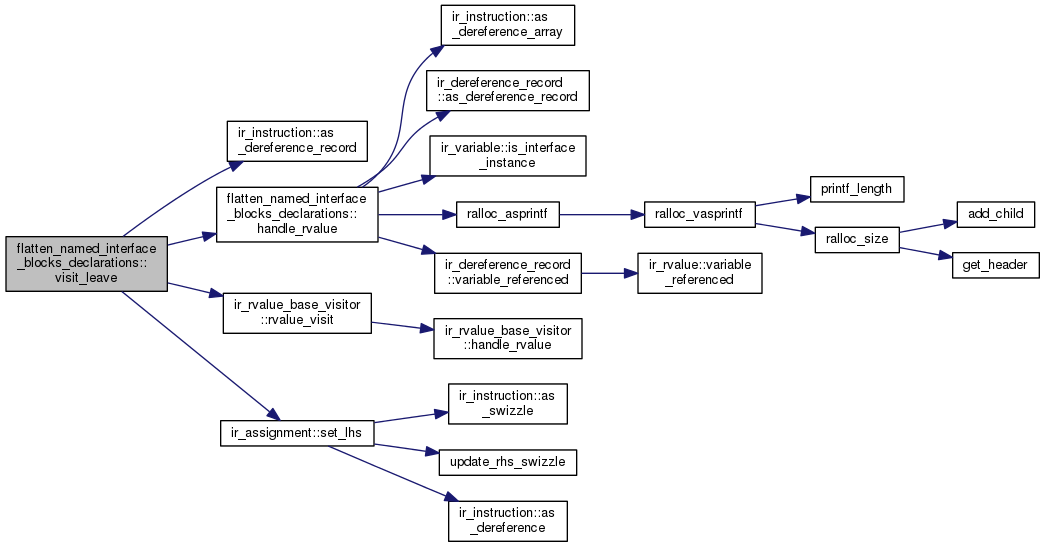 ir_instruction::as
_dereference_array
ir_dereference_record
::as_dereference_record
ir_instruction::as
_dereference_record
ir_variable::is_interface
_instance
printf_length
flatten_named_interface
_blocks_declarations::
handle_rvalue
ralloc_asprintf
ralloc_vasprintf
add_child
ralloc_size
flatten_named_interface
_blocks_declarations::
visit_leave
ir_dereference_record
::variable_referenced
ir_rvalue::variable
_referenced
get_header
ir_rvalue_base_visitor
::rvalue_visit
ir_rvalue_base_visitor
::handle_rvalue
ir_instruction::as
_swizzle
ir_assignment::set_lhs
update_rhs_swizzle
ir_instruction::as
_dereference